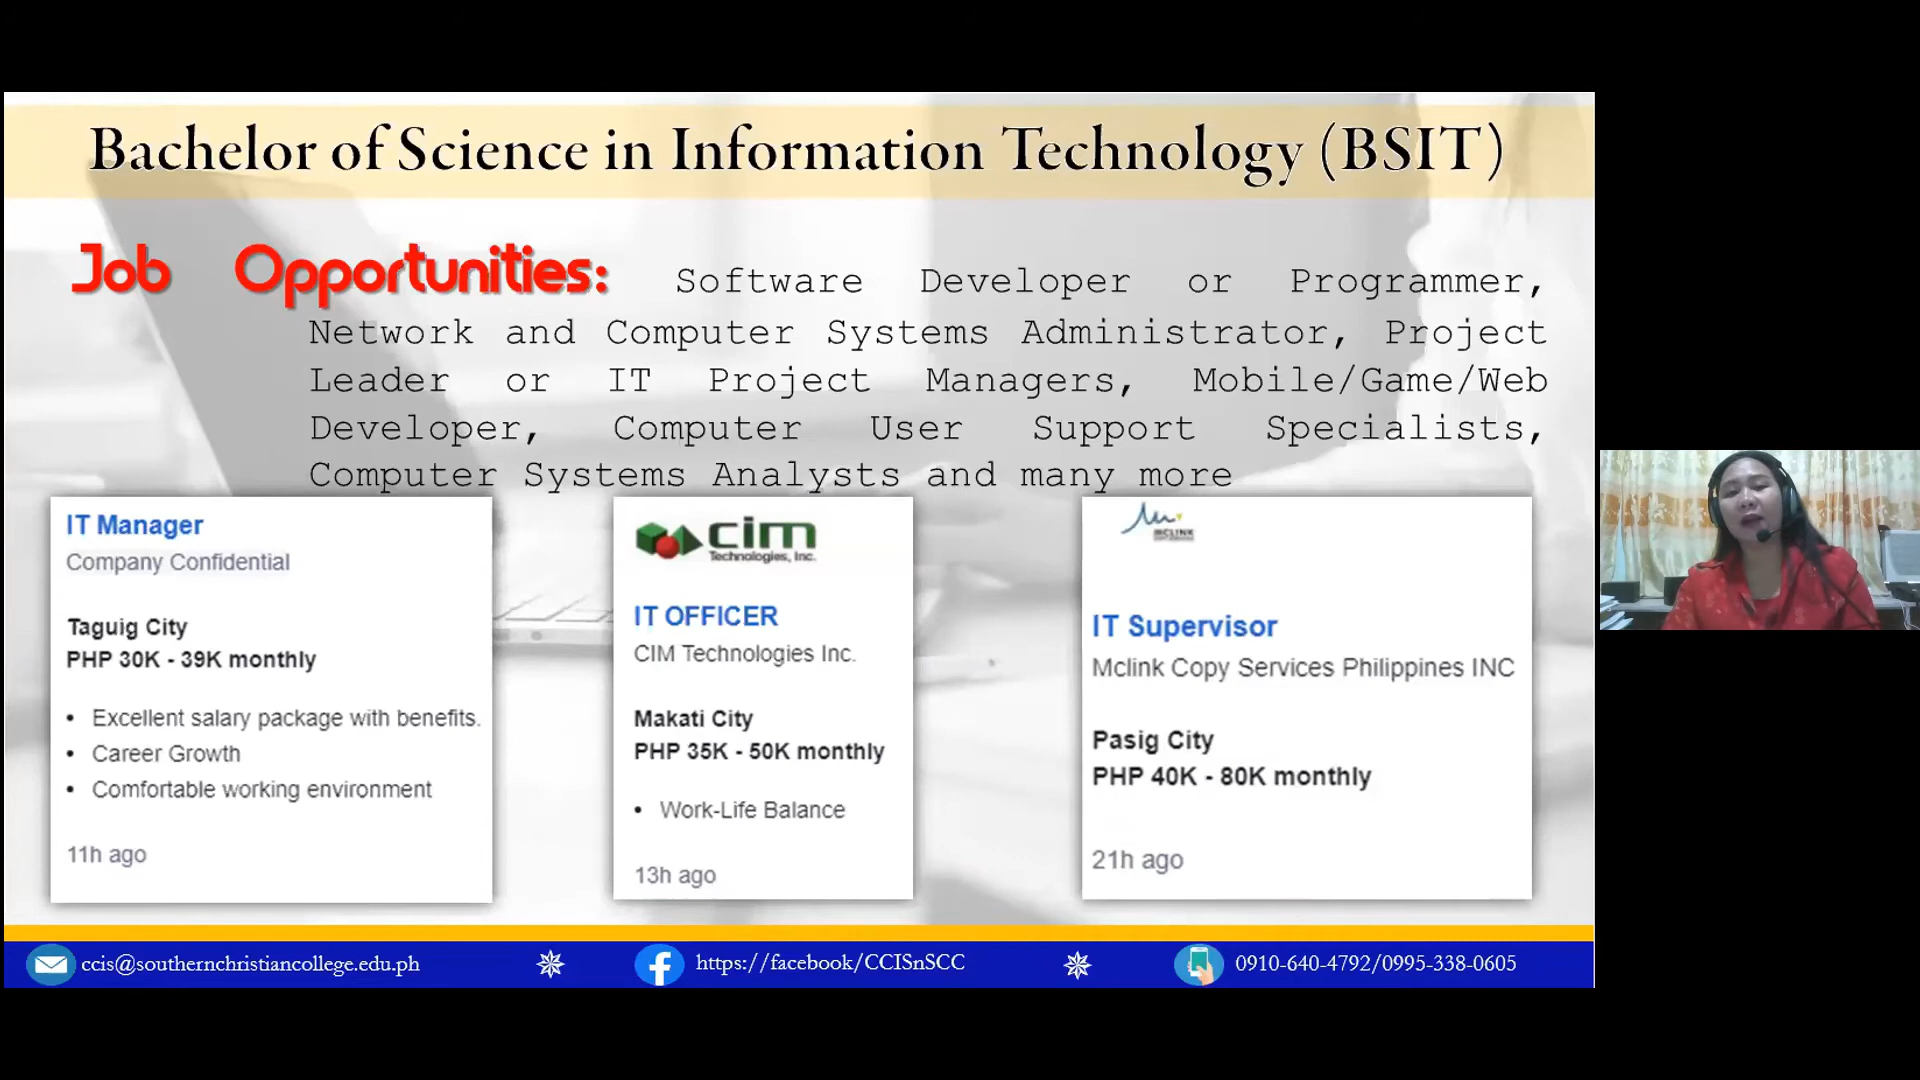 Bachelor of Science in Information Technology (BSIT)
Job Opportunities: Software Developer or Programmer,
Network and Computer Systems Administrator, Project
Leader or IT Project Managers, Mobile/Game/Web
Developer, Computer User Support Specialists,
Computer Systems Analysts and many more
IT Manager
Company Confidential
Taguig City
PHP 30K - 39K monthly
• Excellent salary package with benefits.
• Career Growth
• Comfortable working environment
11h ago
cim
Technologies, Inc.
IT OFFICER
CIM Technologies Inc.
Makati City
PHP 35K - 50K monthly
• Work-Life Balance
13h ago
MCLINK
IT Supervisor
Mclink Copy Services Philippines INC
Pasig City
PHP 40K - 80K monthly
21h ago
ccis@southernchristiancollege.edu.ph
https://facebook/CCISnSCC
0910-640-4792/0995-338-0605